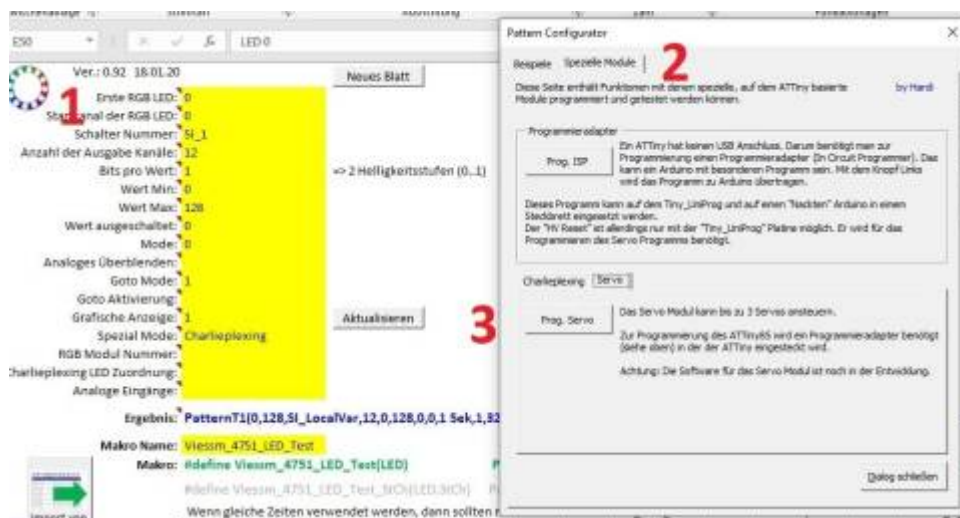 E50
LED 0
Ver.: 0.92 18.01.20
Neues Blatt
1
Erste RGB LED: 0
Startkanal der RGB LED: 0
Schalter Nummer: SI_1
Anzahl der Ausgabe Kanäle: 12
Bits pro Wert: 1
=> 2 Helligkeitsstufen (0..1)
Wert Min: 0
Wert Max: 128
Wert ausgeschaltet: 0
Mode: 0
Analoges Überblenden:
Goto Mode: 1
Goto Aktivierung:
Grafische Anzeige: 1
Aktualisieren
Spezial Mode: Charlieplexing
RGB Modul Nummer:
Charlieplexing LED Zuordnung:
Analoge Eingänge:
Ergebnis: PatternT1(0,128,SI_LocalVar,12,0,128,0,0,1 Sek,1,32
Makro Name: Viessm_4751_LED_Test
Makro: #define Viessm_4751_LED_Test(LED)
#define Viessm_4751_LED_Test_StCh(LED,StCh)
Wenn gleiche Zeiten verwendet werden, dann sollten
Import von
Pattern Configurator
Beispiele Spezielle Module
2
Diese Seite enthält Funktionen mit denen spezielle, auf dem ATTiny basierte
by Hardi
Module programmiert und getestet werden können.
Programmieradapter
Prog. ISP
Ein ATTiny hat keinen USB Anschluss. Darum benötigt man zur
Programmierung einen Programmieradapter (In Circuit Programmer). Das
kann ein Arduino mit besonderen Programm sein. Mit dem Knopf Links
wird das Programm zu Arduino übertragen.
Dieses Programm kann auf dem Tiny_UniProg und auf einen "Nackten" Arduino in einem
Steckbrett eingesetzt werden.
Der "HV Reset" ist allerdings nur mit der "Tiny_UniProg" Platine möglich. Er wird für das
Programmieren des Servo Programms benötigt.
Charlieplexing Servo
3
Prog. Servo
Das Servo Modul kann bis zu 3 Servos ansteuern.
Zur Programmierung des ATTiny85 wird ein Programmieradapter benötigt
(siehe oben) in der der ATTiny eingesteckt wird.
Achtung: Die Software für das Servo Modul ist noch in der Entwicklung.
Dialog schließen